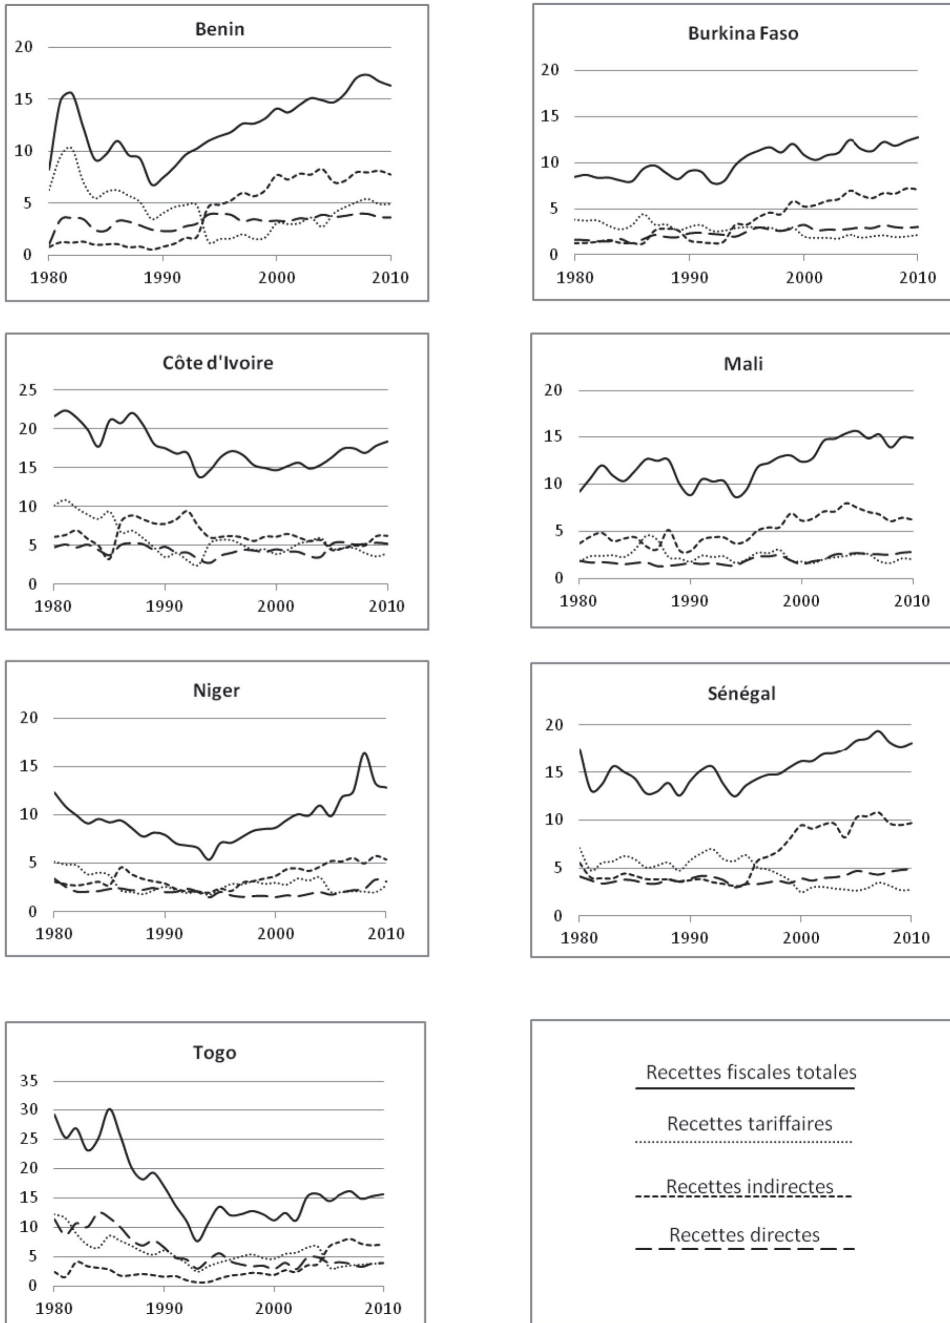 Benin
20
15
10
5
0
1980 1990 2000 2010
Burkina Faso
20
15
10
5
0
1980 1990 2000 2010
Côte d'Ivoire
25
20
15
10
5
0
1980 1990 2000 2010
Mali
20
15
10
5
0
1980 1990 2000 2010
Niger
20
15
10
5
0
1980 1990 2000 2010
Sénégal
20
15
10
5
0
1980 1990 2000 2010
Togo
35
30
25
20
15
10
5
0
1980 1990 2000 2010
Recettes fiscales totales
Recettes tariffaires
Recettes indirectes
Recettes directes